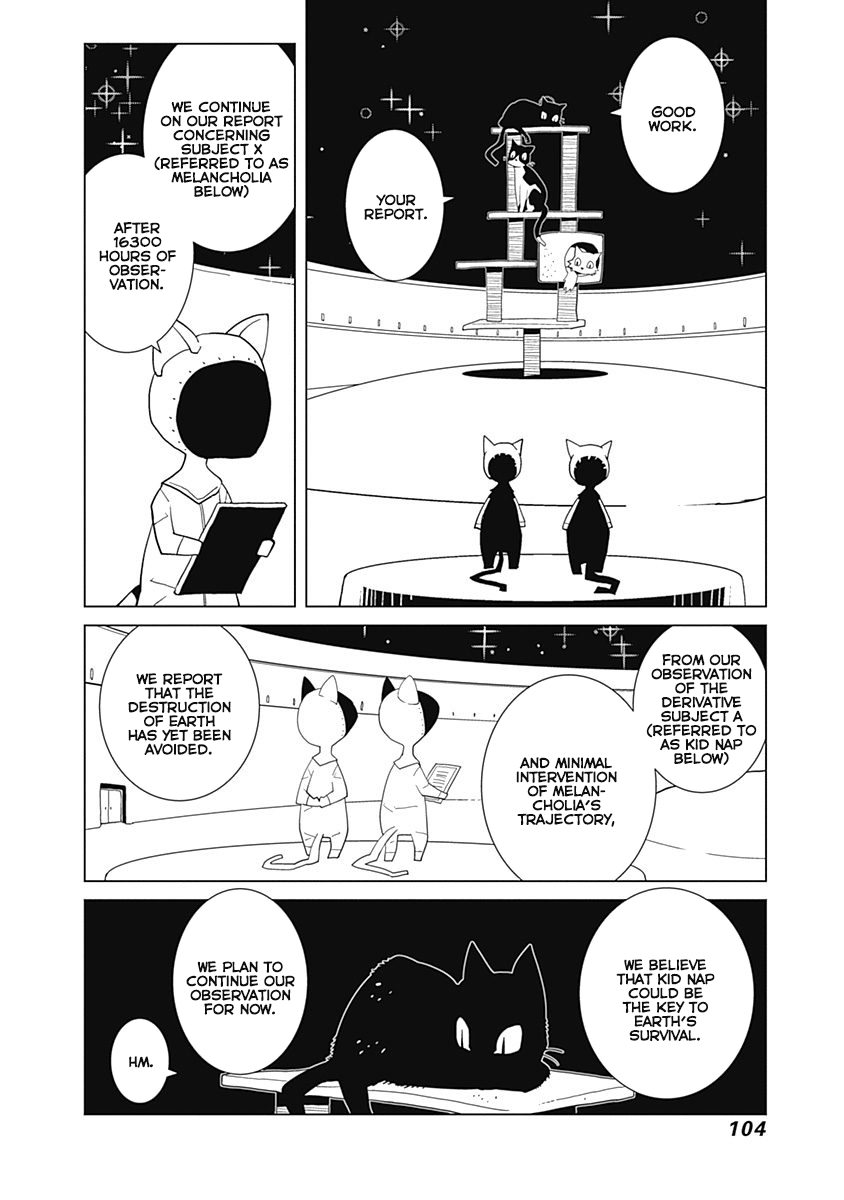 GOOD
WORK.
YOUR
REPORT.
WE CONTINUE
ON OUR REPORT
CONCERNING
SUBJECT X
(REFERRED TO AS
MELANCHOLIA
BELOW)
AFTER
16300
HOURS OF
OBSER-
VATION.
FROM OUR
OBSERVATION
OF THE
DERIVATIVE
SUBJECT A
(REFERRED TO
AS KID NAP
BELOW)
AND MINIMAL
INTERVENTION
OF MELAN-
CHOLIA'S
TRAJECTORY,
WE REPORT
THAT THE
DESTRUCTION
OF EARTH
HAS YET BEEN
AVOIDED.
WE BELIEVE
THAT KID NAP
COULD BE
THE KEY TO
EARTH'S
SURVIVAL.
WE PLAN TO
CONTINUE OUR
OBSERVATION
FOR NOW.
HM.
104